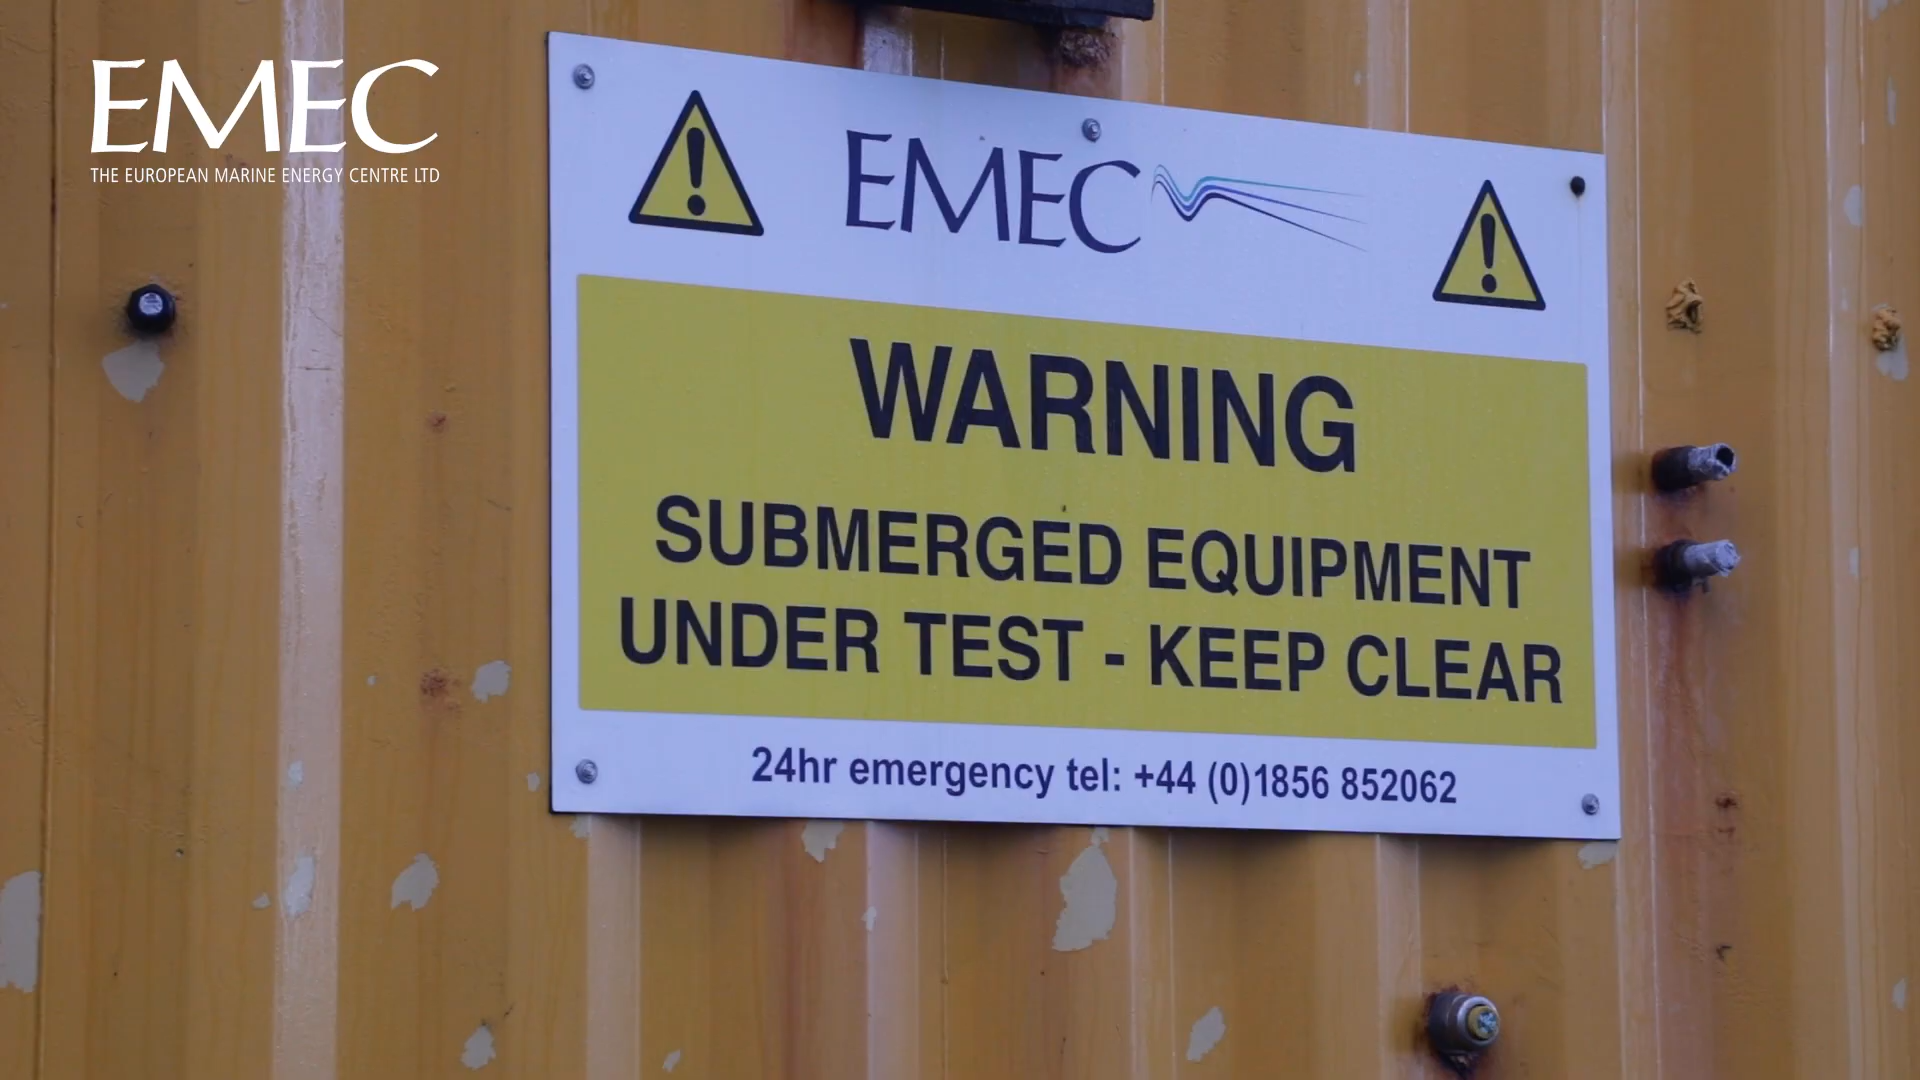 EMEC
THE EUROPEAN MARINE ENERGY CENTRE LTD
EMEC
WARNING
SUBMERGED EQUIPMENT
UNDER TEST - KEEP CLEAR
24hr emergency tel: +44 (0)1856 852062